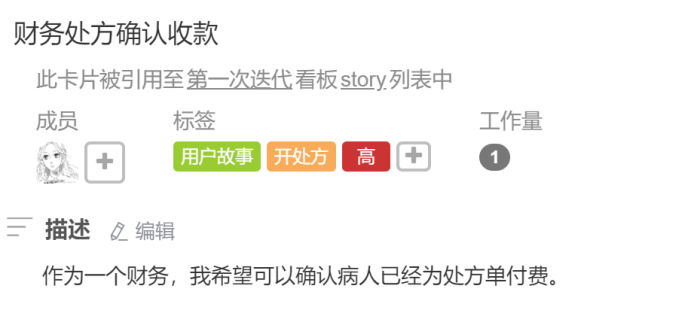 财务处方确认收款
此卡片被引用至第一次迭代看板story列表中
成员 标签 工作量
用户故事 开处方 高 1
描述 编辑
作为一个财务，我希望可以确认病人已经为处方单付费。